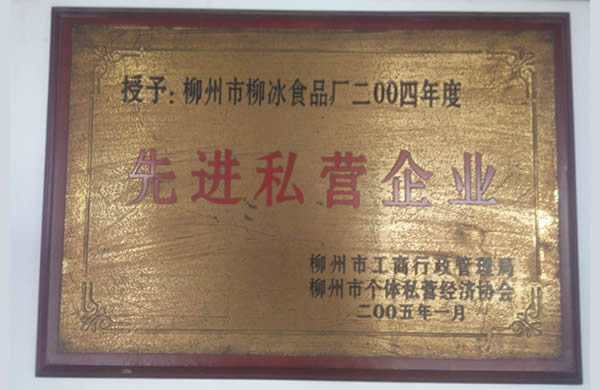 授予：柳州市柳冰食品厂二00四年度
先进私营企业
柳州市工商行政管理局
柳州市个体私营经济协会
二00五年一月